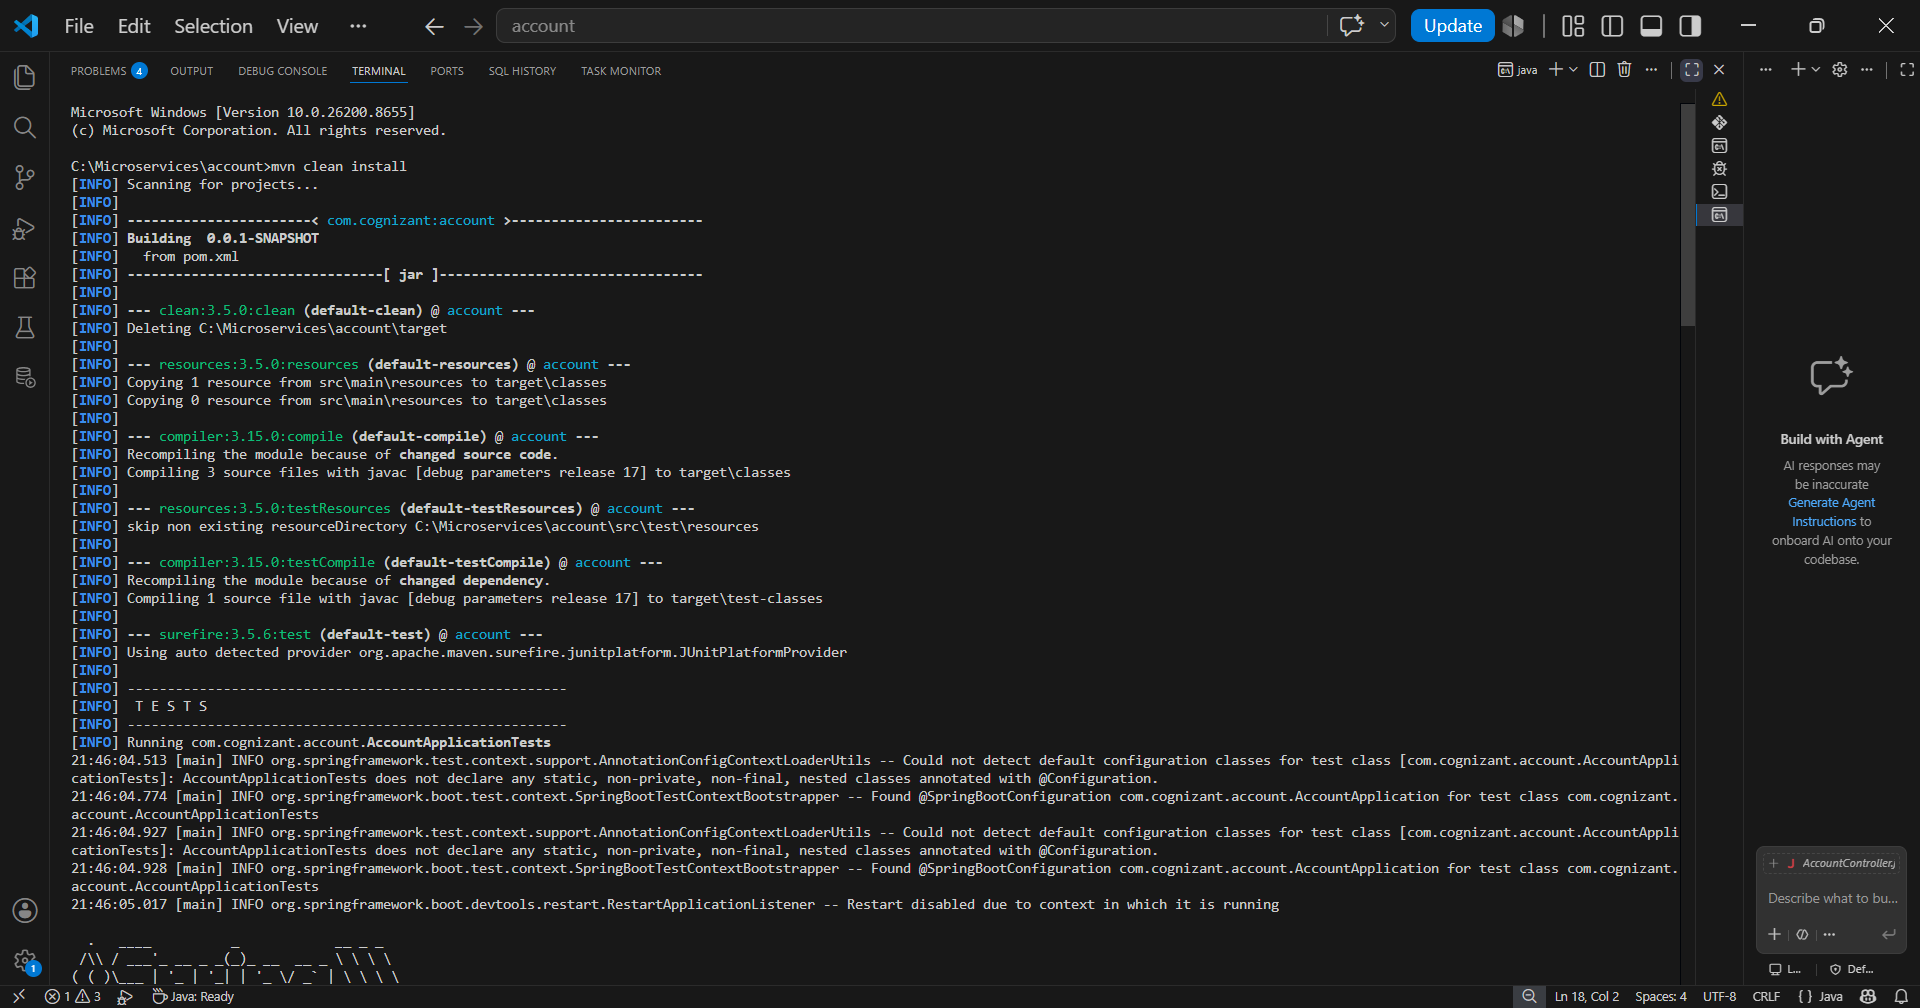 File Edit Selection View ··· account Update
PROBLEMS 4 OUTPUT DEBUG CONSOLE TERMINAL PORTS SQL HISTORY TASK MONITOR java
Microsoft Windows [Version 10.0.26200.8655]
(c) Microsoft Corporation. All rights reserved.
C:\Microservices\account>mvn clean install
[INFO] Scanning for projects...
[INFO]
[INFO] -----------------------< com.cognizant:account >------------------------
[INFO] Building  0.0.1-SNAPSHOT
[INFO]   from pom.xml
[INFO] --------------------------------[ jar ]---------------------------------
[INFO]
[INFO] --- clean:3.5.0:clean (default-clean) @ account ---
[INFO] Deleting C:\Microservices\account\target
[INFO]
[INFO] --- resources:3.5.0:resources (default-resources) @ account ---
[INFO] Copying 1 resource from src\main\resources to target\classes
[INFO] Copying 0 resource from src\main\resources to target\classes
[INFO]
[INFO] --- compiler:3.15.0:compile (default-compile) @ account ---
[INFO] Recompiling the module because of changed source code.
[INFO] Compiling 3 source files with javac [debug parameters release 17] to target\classes
[INFO]
[INFO] --- resources:3.5.0:testResources (default-testResources) @ account ---
[INFO] skip non existing resourceDirectory C:\Microservices\account\src\test\resources
[INFO]
[INFO] --- compiler:3.15.0:testCompile (default-testCompile) @ account ---
[INFO] Recompiling the module because of changed dependency.
[INFO] Compiling 1 source file with javac [debug parameters release 17] to target\test-classes
[INFO]
[INFO] --- surefire:3.5.6:test (default-test) @ account ---
[INFO] Using auto detected provider org.apache.maven.surefire.junitplatform.JUnitPlatformProvider
[INFO]
[INFO] -------------------------------------------------------
[INFO]  T E S T S
[INFO] -------------------------------------------------------
[INFO] Running com.cognizant.account.AccountApplicationTests
21:46:04.513 [main] INFO org.springframework.test.context.support.AnnotationConfigContextLoaderUtils -- Could not detect default configuration classes for test class [com.cognizant.account.AccountAppli
cationTests]: AccountApplicationTests does not declare any static, non-private, non-final, nested classes annotated with @Configuration.
21:46:04.774 [main] INFO org.springframework.boot.test.context.SpringBootTestContextBootstrapper -- Found @SpringBootConfiguration com.cognizant.account.AccountApplication for test class com.cognizant.
account.AccountApplicationTests
21:46:04.927 [main] INFO org.springframework.test.context.support.AnnotationConfigContextLoaderUtils -- Could not detect default configuration classes for test class [com.cognizant.account.AccountAppli
cationTests]: AccountApplicationTests does not declare any static, non-private, non-final, nested classes annotated with @Configuration.
21:46:04.928 [main] INFO org.springframework.boot.test.context.SpringBootTestContextBootstrapper -- Found @SpringBootConfiguration com.cognizant.account.AccountApplication for test class com.cognizant.
account.AccountApplicationTests
21:46:05.017 [main] INFO org.springframework.boot.devtools.restart.RestartApplicationListener -- Restart disabled due to context in which it is running
  .   ____          _            __ _ _
 /\\ / ___'_ __ _ _(_)_ __  __ _ \ \ \ \
( ( )\___ | '_ | '_| | '_ \/ _` | \ \ \ \
Build with Agent
AI responses may
be inaccurate
Generate Agent
Instructions to
onboard AI onto your
codebase.
J AccountController.j
Describe what to bu...
L... Def...
1
1 3 Java: Ready Ln 18, Col 2 Spaces: 4 UTF-8 CRLF { } Java